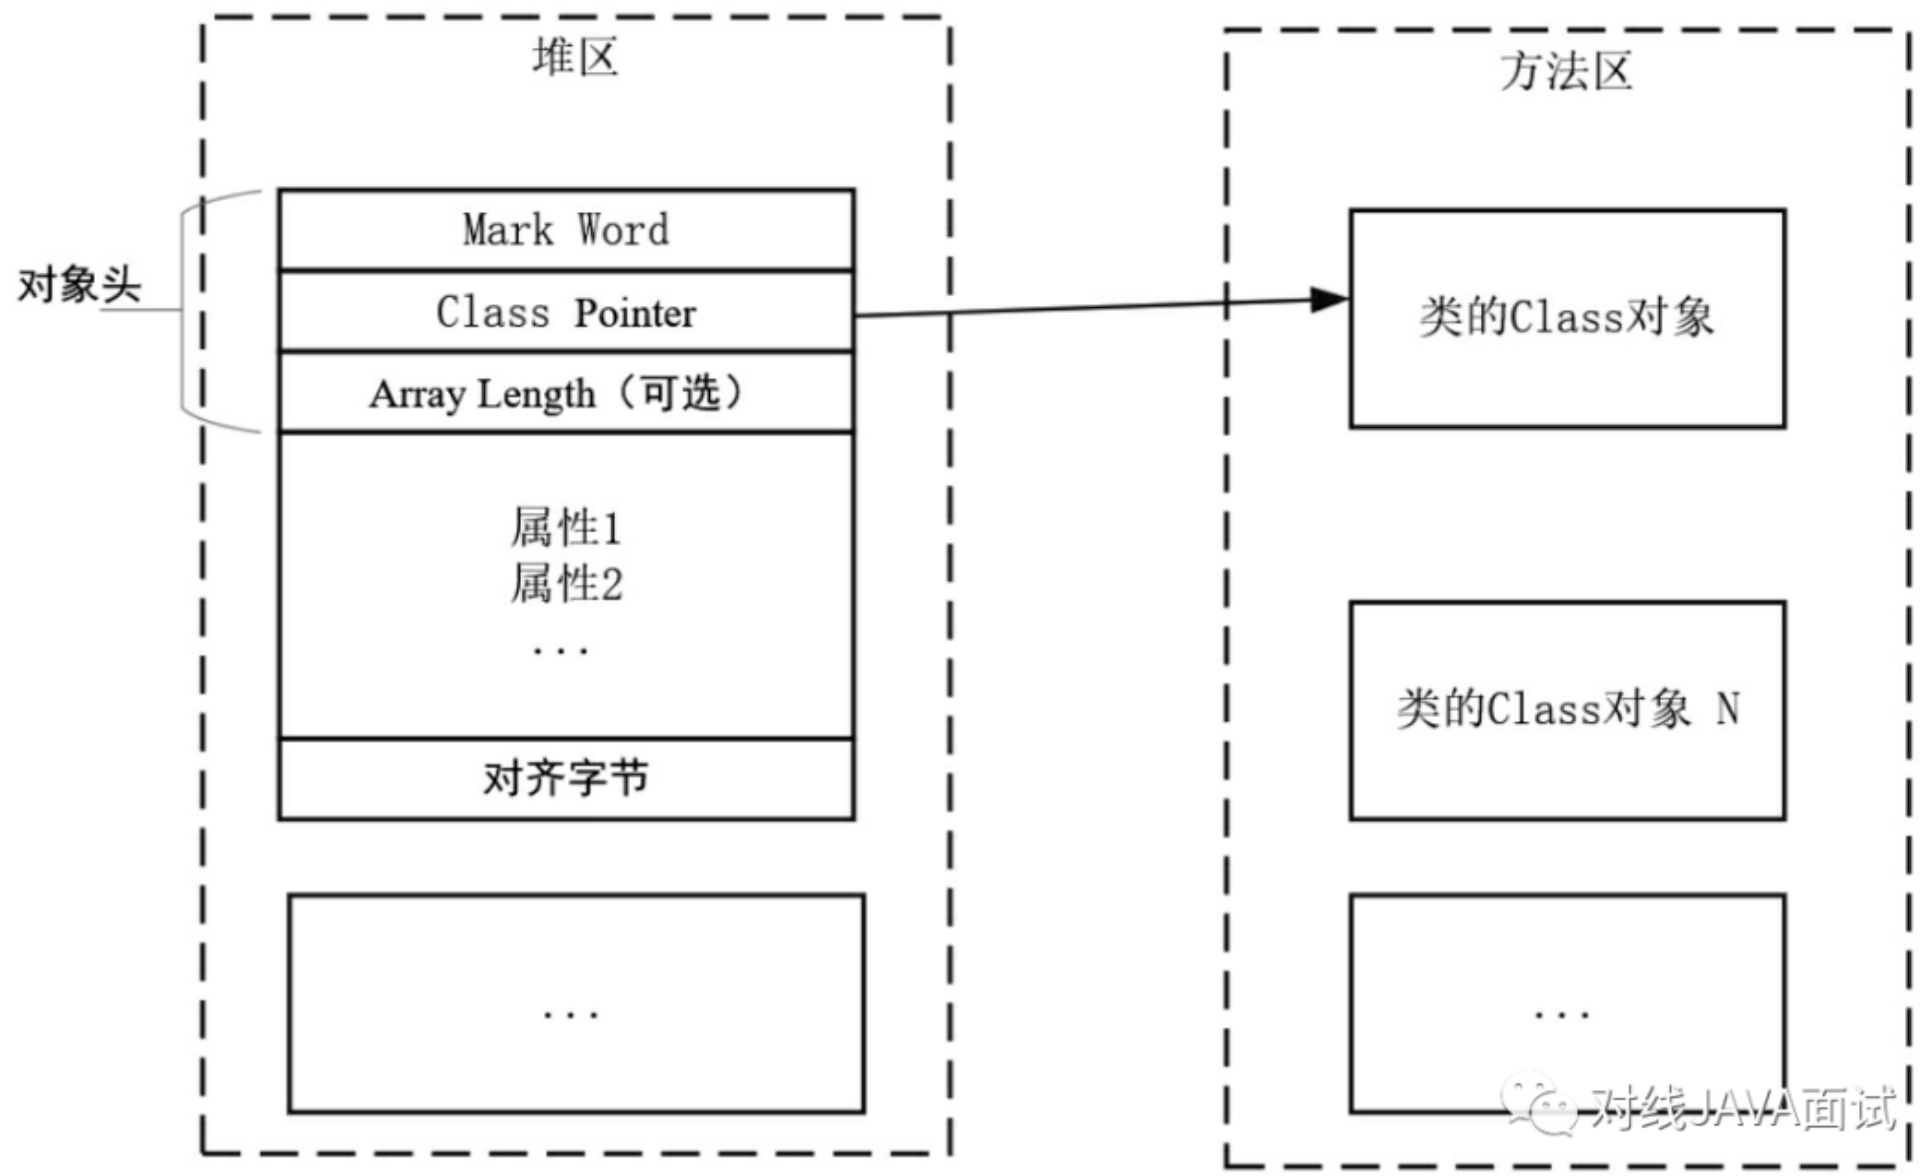 堆区
方法区
对象头
Mark Word
Class Pointer
Array Length（可选）
属性1
属性2
...
对齐字节
...
类的Class对象
类的Class对象 N
...
对线JAVA面试